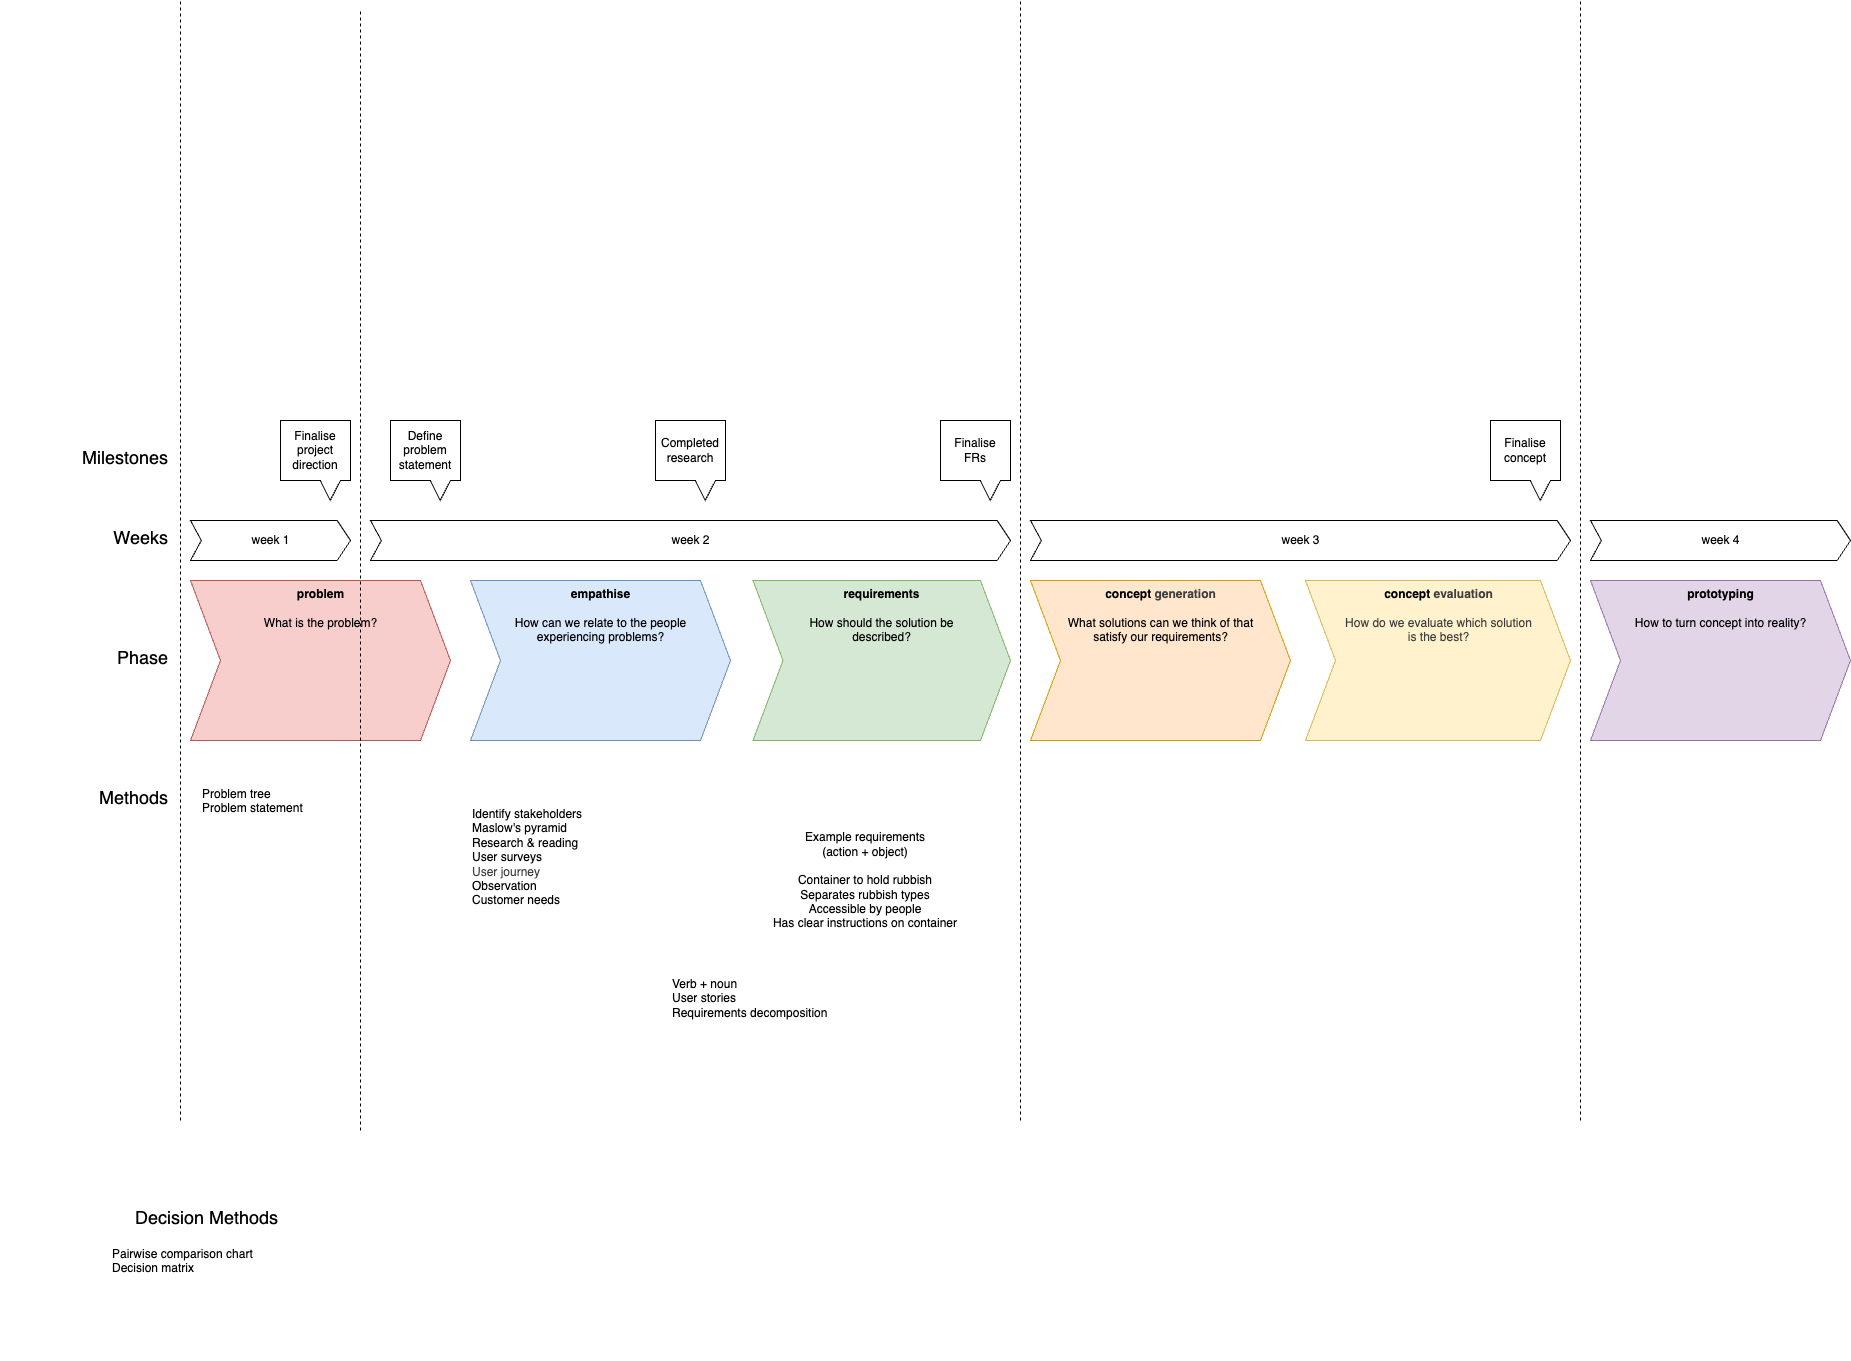 Milestones
Finalise
project
direction
Define
problem
statement
Completed
research
Finalise
FRs
Finalise
concept
Weeks
week 1
week 2
week 3
week 4
Phase
problem
What is the problem?
empathise
How can we relate to the people
experiencing problems?
requirements
How should the solution be
described?
concept generation
What solutions can we think of that
satisfy our requirements?
concept evaluation
How do we evaluate which solution
is the best?
prototyping
How to turn concept into reality?
Methods
Problem tree
Problem statement
Identify stakeholders
Maslow's pyramid
Research & reading
User surveys
User journey
Observation
Customer needs
Example requirements
(action + object)
Container to hold rubbish
Separates rubbish types
Accessible by people
Has clear instructions on container
Verb + noun
User stories
Requirements decomposition
Decision Methods
Pairwise comparison chart
Decision matrix